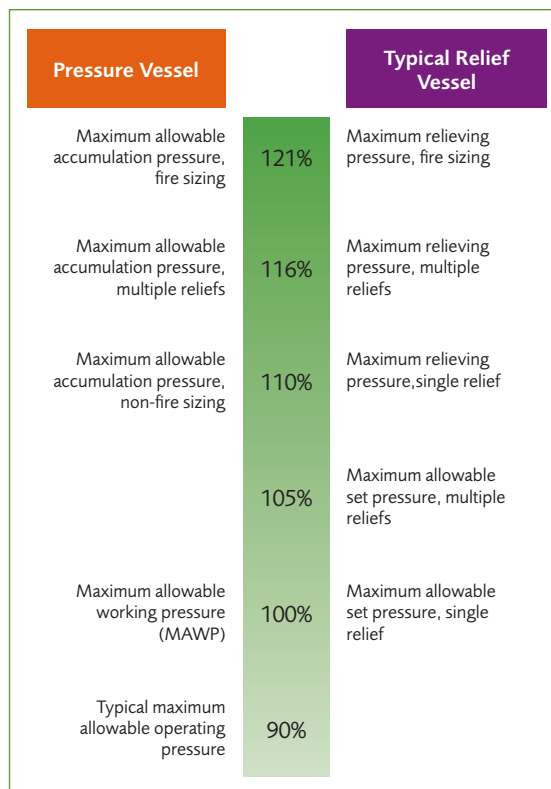 Pressure Vessel
Typical Relief
Vessel
Maximum allowable
accumulation pressure,
fire sizing
121%
Maximum relieving
pressure, fire sizing
Maximum allowable
accumulation pressure,
multiple reliefs
116%
Maximum relieving
pressure, multiple
reliefs
Maximum allowable
accumulation pressure,
non-fire sizing
110%
Maximum relieving
pressure,single relief
105%
Maximum allowable
set pressure, multiple
reliefs
Maximum allowable
working pressure
(MAWP)
100%
Maximum allowable
set pressure, single
relief
Typical maximum
allowable operating
pressure
90%